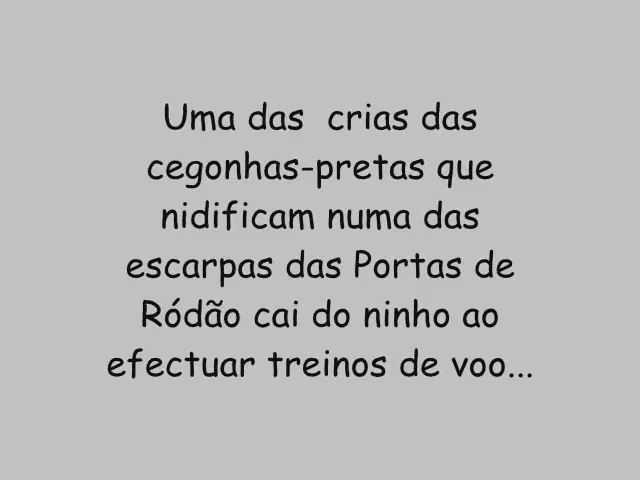 Uma das  crias das
cegonhas-pretas que
nidificam numa das
escarpas das Portas de
Ródão cai do ninho ao
efectuar treinos de voo...